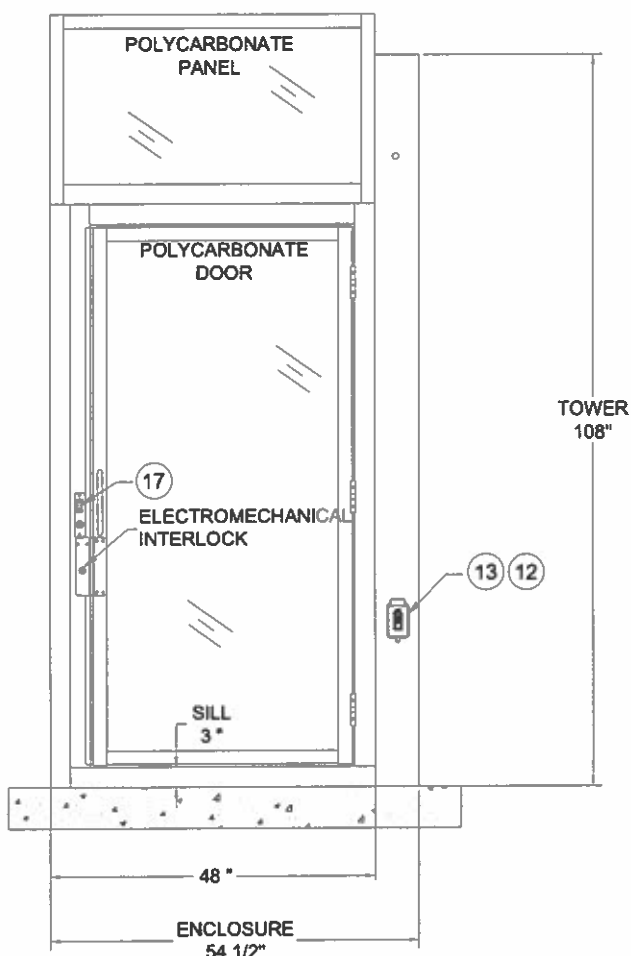 POLYCARBONATE
PANEL
POLYCARBONATE
DOOR
TOWER
108"
17
ELECTROMECHANICAL
INTERLOCK
13 12
SILL
3 "
48 "
ENCLOSURE
54 1/2"